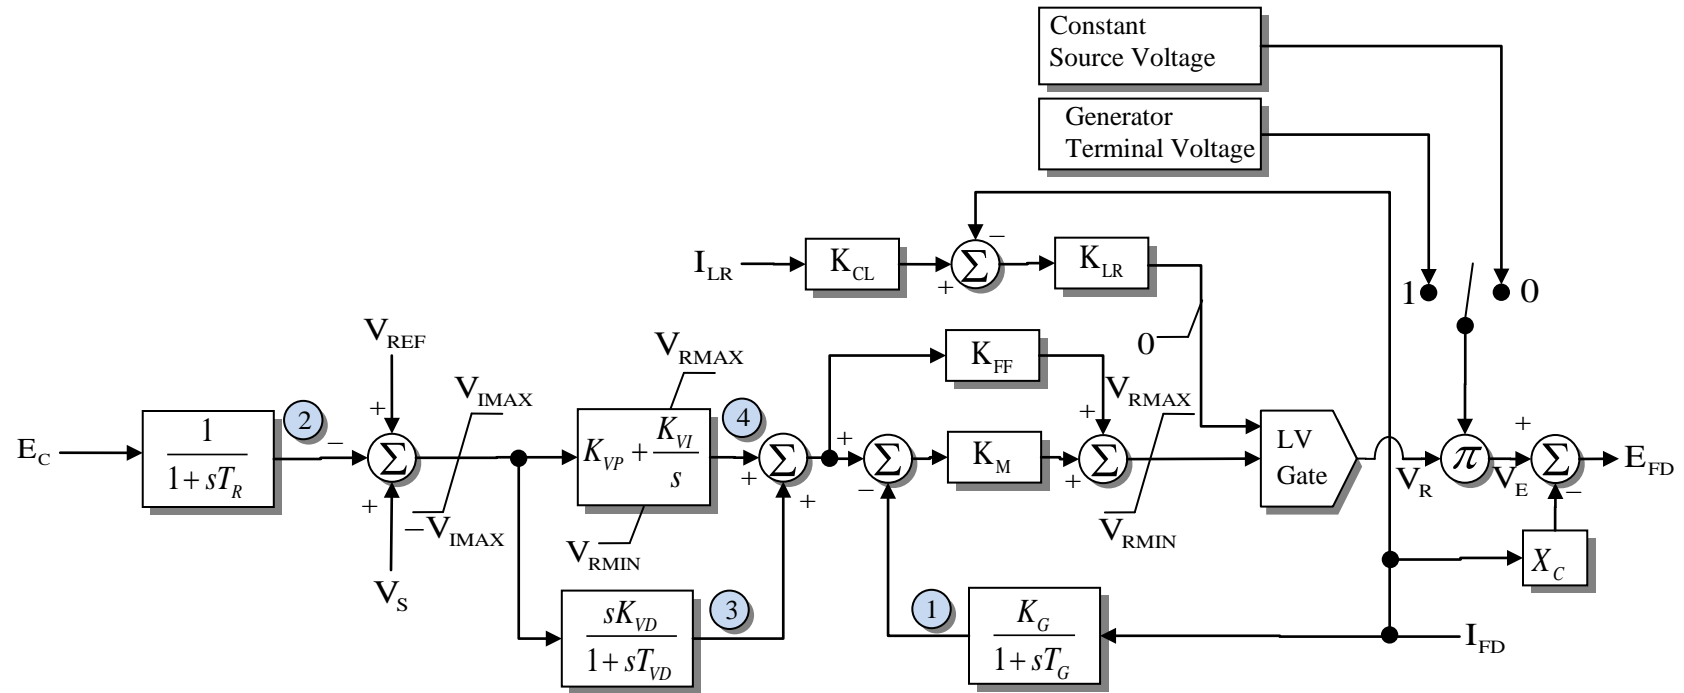 Constant
Source Voltage
Generator
Terminal Voltage
1
0
I_LR
K_CL
+
−
Σ
K_LR
0
V_REF
V_RMAX
K_FF
V_IMAX
V_RMAX
E_C
1
1 + sT_R
2
−
+
+
Σ
K_VP + K_VI
s
4
+
+
Σ
+
−
Σ
K_M
+
+
Σ
LV
Gate
V_R
π
V_E
+
−
Σ
E_FD
−V_IMAX
V_RMIN
V_RMIN
V_S
X_C
sK_VD
1 + sT_VD
3
1
K_G
1 + sT_G
I_FD